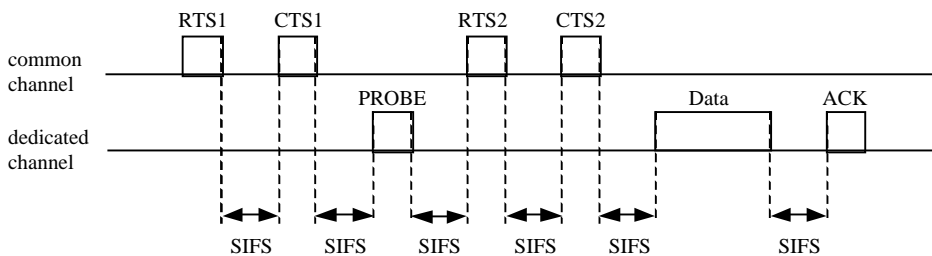 RTS1 CTS1 RTS2 CTS2
common
channel
PROBE Data ACK
dedicated
channel
SIFS SIFS SIFS SIFS SIFS SIFS